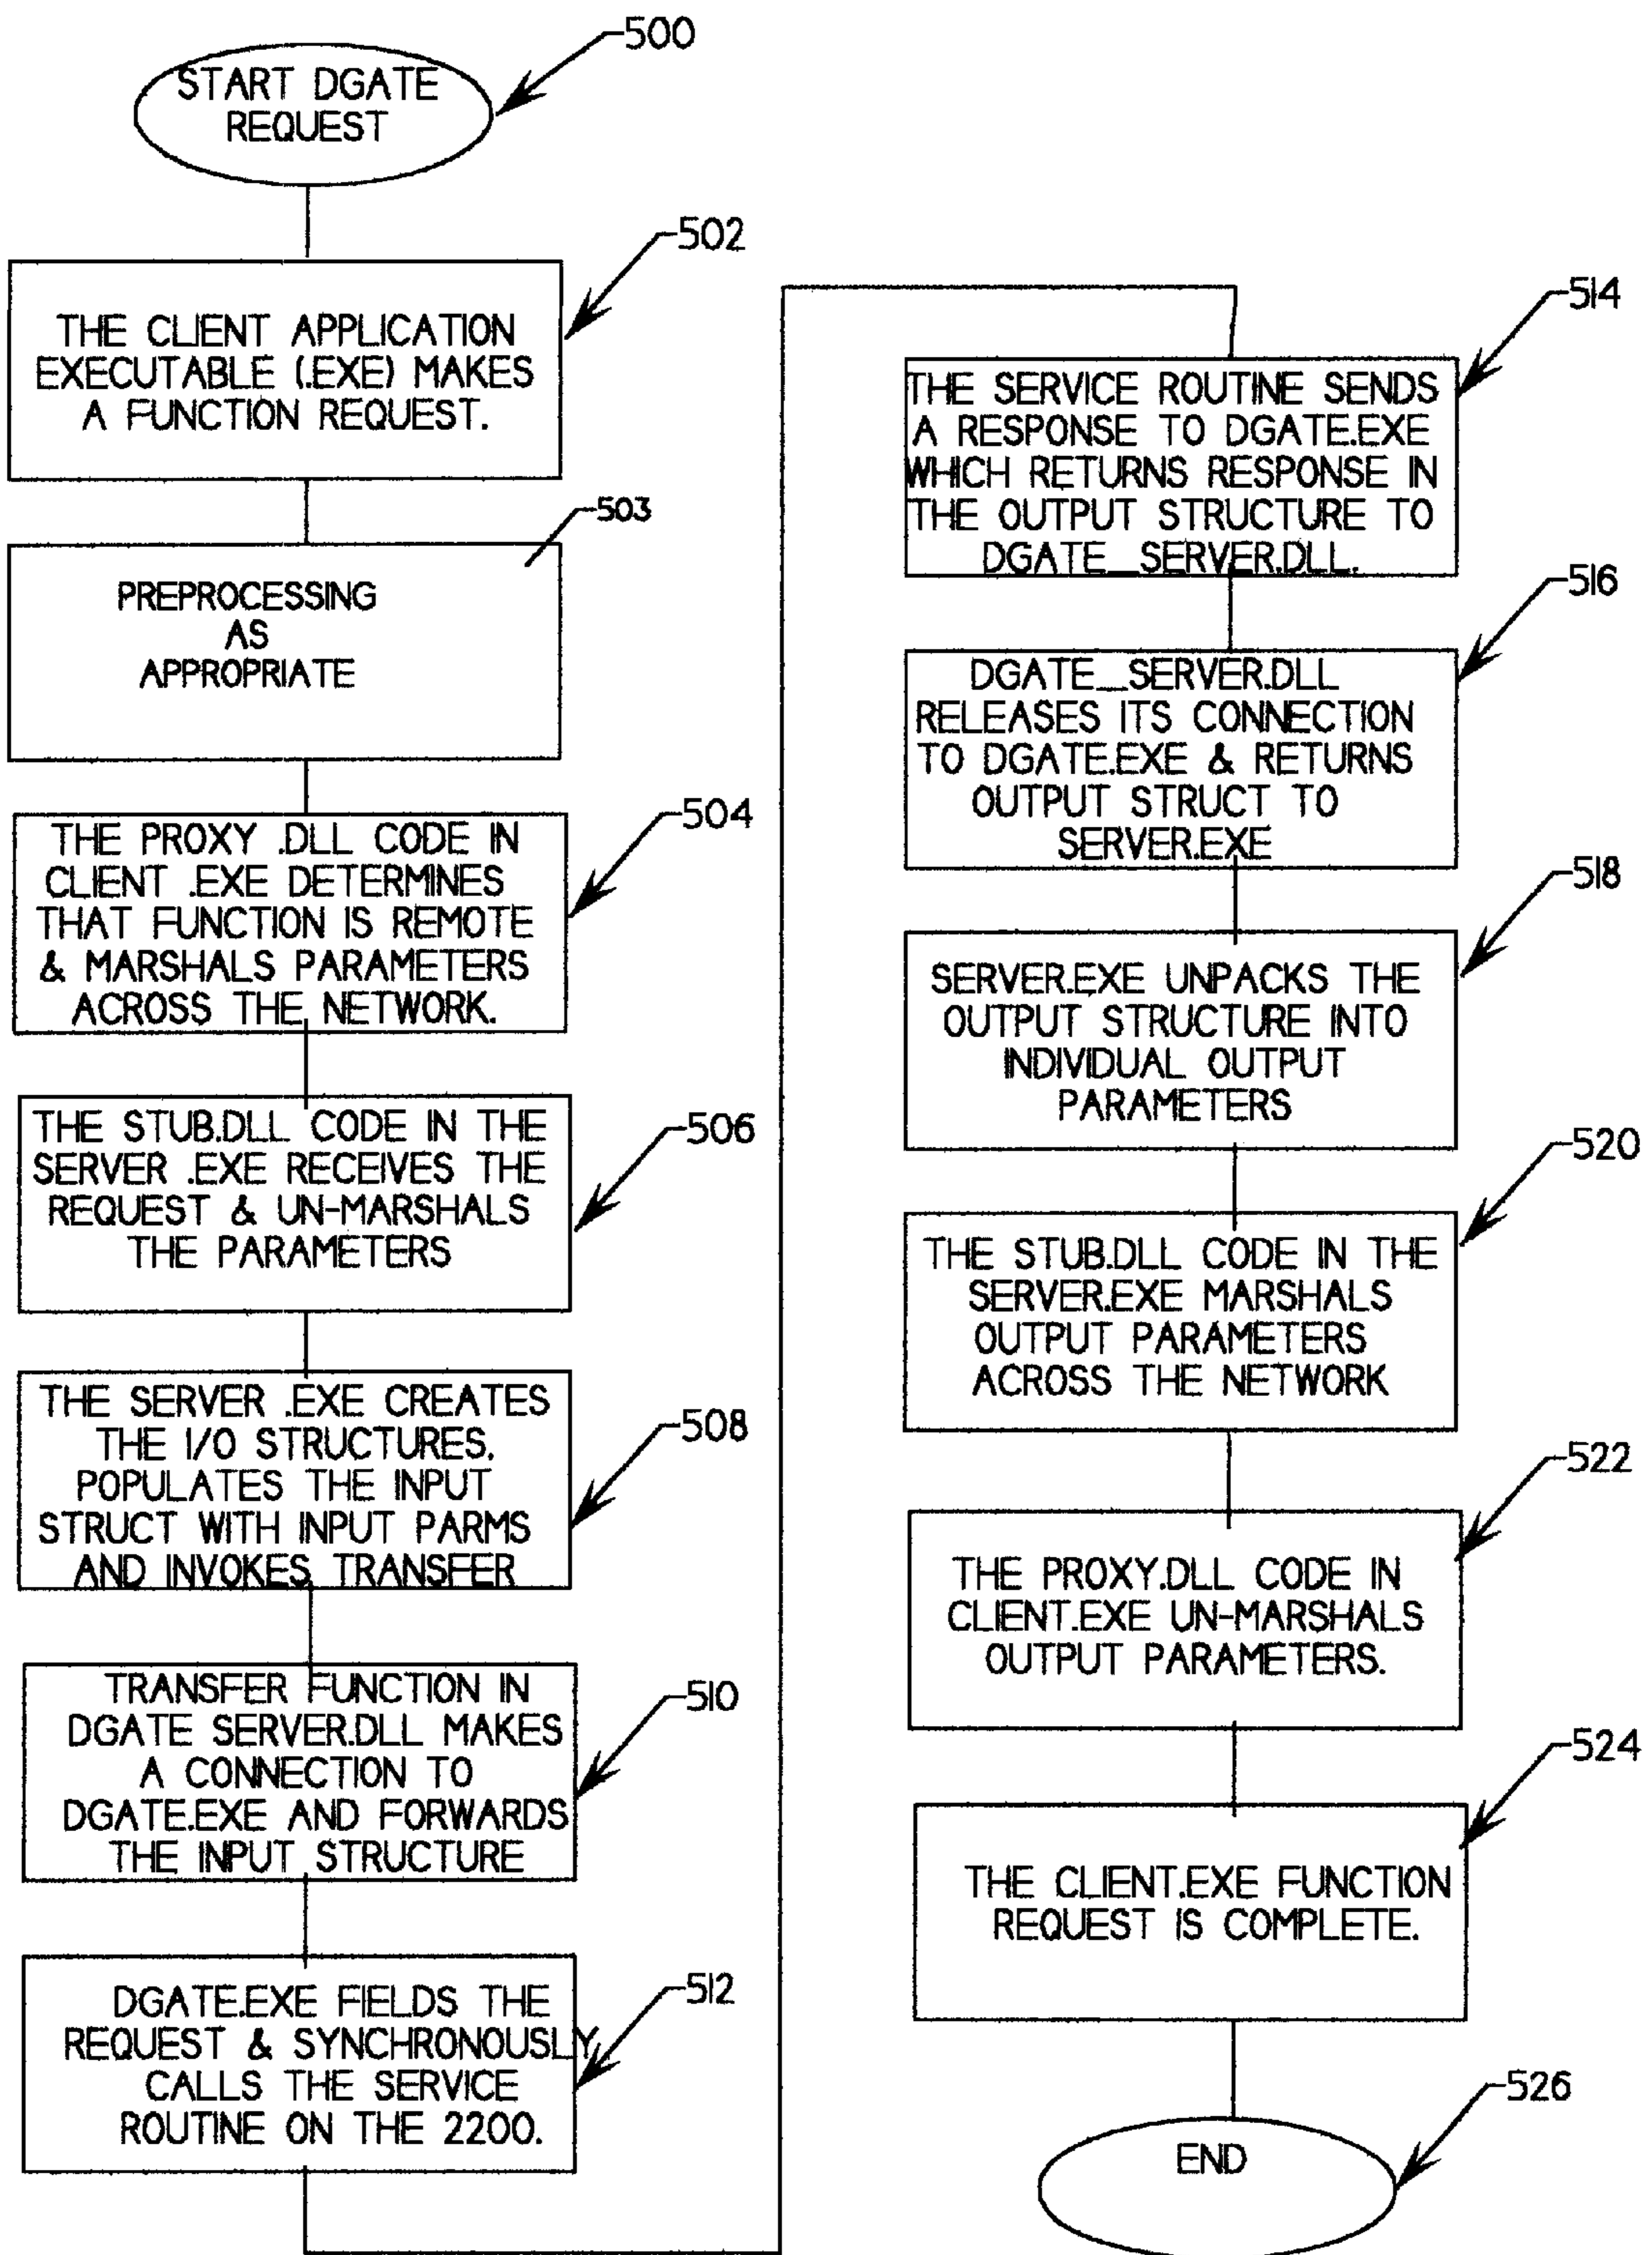 500
START DGATE
REQUEST
502
THE CLIENT APPLICATION
EXECUTABLE (.EXE) MAKES
A FUNCTION REQUEST.
503
PREPROCESSING
AS
APPROPRIATE
504
THE PROXY .DLL CODE IN
CLIENT .EXE DETERMINES
THAT FUNCTION IS REMOTE
& MARSHALS PARAMETERS
ACROSS THE NETWORK.
506
THE STUB.DLL CODE IN THE
SERVER .EXE RECEIVES THE
REQUEST & UN-MARSHALS
THE PARAMETERS
508
THE SERVER .EXE CREATES
THE I/O STRUCTURES,
POPULATES THE INPUT
STRUCT WITH INPUT PARMS
AND INVOKES TRANSFER
510
TRANSFER FUNCTION IN
DGATE SERVER.DLL MAKES
A CONNECTION TO
DGATE.EXE AND FORWARDS
THE INPUT STRUCTURE
512
DGATE.EXE FIELDS THE
REQUEST & SYNCHRONOUSLY
CALLS THE SERVICE
ROUTINE ON THE 2200.
514
THE SERVICE ROUTINE SENDS
A RESPONSE TO DGATE.EXE
WHICH RETURNS RESPONSE IN
THE OUTPUT STRUCTURE TO
DGATE_SERVER.DLL.
516
DGATE_SERVER.DLL
RELEASES ITS CONNECTION
TO DGATE.EXE & RETURNS
OUTPUT STRUCT TO
SERVER.EXE
518
SERVER.EXE UNPACKS THE
OUTPUT STRUCTURE INTO
INDIVIDUAL OUTPUT
PARAMETERS
520
THE STUB.DLL CODE IN THE
SERVER.EXE MARSHALS
OUTPUT PARAMETERS
ACROSS THE NETWORK
522
THE PROXY.DLL CODE IN
CLIENT.EXE UN-MARSHALS
OUTPUT PARAMETERS.
524
THE CLIENT.EXE FUNCTION
REQUEST IS COMPLETE.
526
END